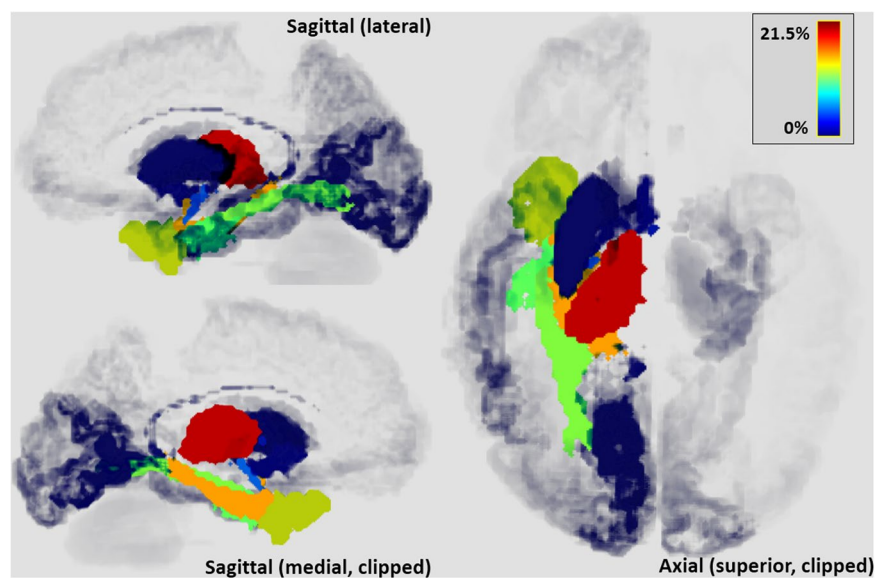 Sagittal (lateral)
21.5%
0%
Sagittal (medial, clipped)
Axial (superior, clipped)